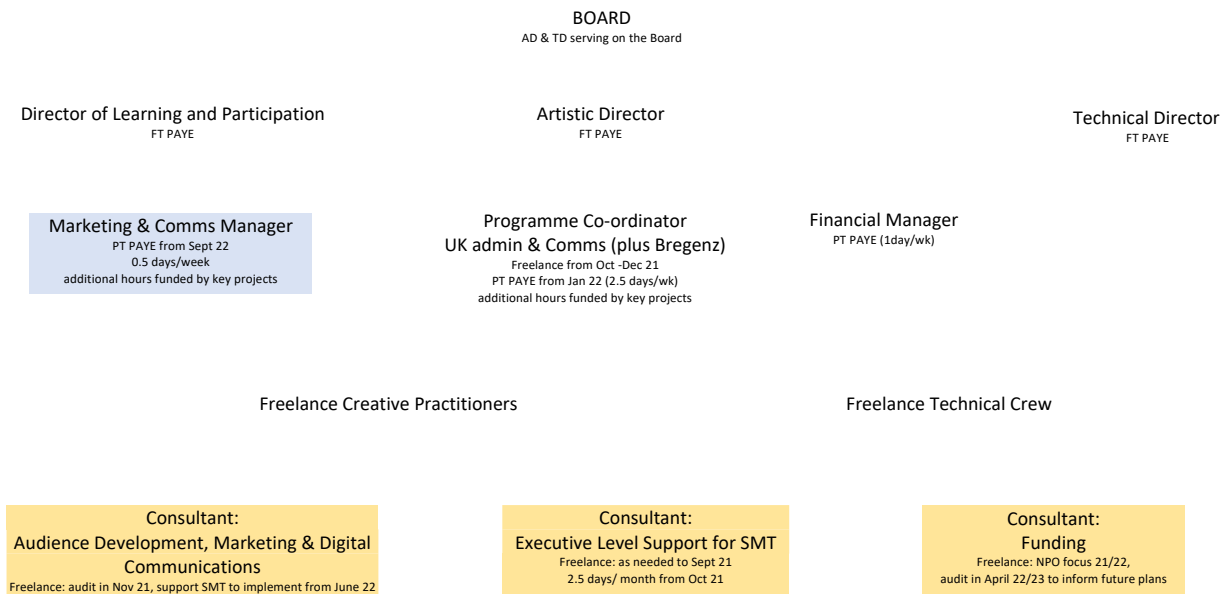 BOARD
AD & TD serving on the Board
Director of Learning and Participation
FT PAYE
Artistic Director
FT PAYE
Technical Director
FT PAYE
Marketing & Comms Manager
PT PAYE from Sept 22
0.5 days/week
additional hours funded by key projects
Programme Co-ordinator
UK admin & Comms (plus Bregenz)
Freelance from Oct -Dec 21
PT PAYE from Jan 22 (2.5 days/wk)
additional hours funded by key projects
Financial Manager
PT PAYE (1day/wk)
Freelance Creative Practitioners
Freelance Technical Crew
Consultant:
Audience Development, Marketing & Digital
Communications
Freelance: audit in Nov 21, support SMT to implement from June 22
Consultant:
Executive Level Support for SMT
Freelance: as needed to Sept 21
2.5 days/ month from Oct 21
Consultant:
Funding
Freelance: NPO focus 21/22,
audit in April 22/23 to inform future plans